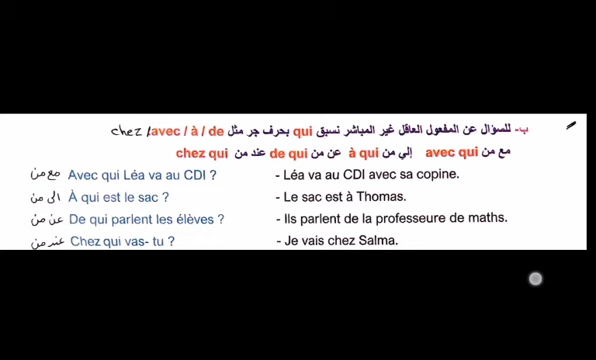 ب- للسؤال عن المفعول العاقل غير المباشر نسبق qui بحرف جر مثل avec / à / de/ chez
مع من avec qui إلي من à qui عن من de qui عند من chez qui
مع من Avec qui Léa va au CDI ? - Léa va au CDI avec sa copine.
الى من À qui est le sac ? - Le sac est à Thomas.
عن من De qui parlent les élèves ? - Ils parlent de la professeure de maths.
عند من Chez qui vas- tu ? - Je vais chez Salma.